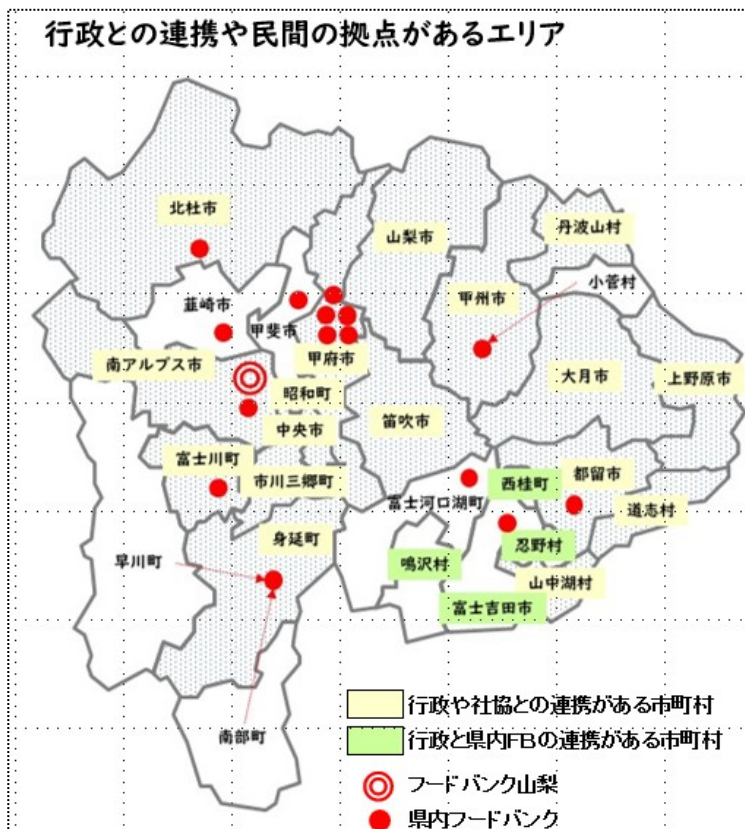 行政との連携や民間の拠点があるエリア
北杜市
山梨市
丹波山村
小菅村
韮崎市
甲州市
甲斐市
甲府市
南アルプス市
大月市
上野原市
昭和町
笛吹市
中央市
富士川町
市川三郷町
都留市
西桂町
富士河口湖町
道志村
身延町
忍野村
早川町
鳴沢村
山中湖村
富士吉田市
行政や社協との連携がある市町村
南部町
行政と県内FBの連携がある市町村
フードバンク山梨
県内フードバンク